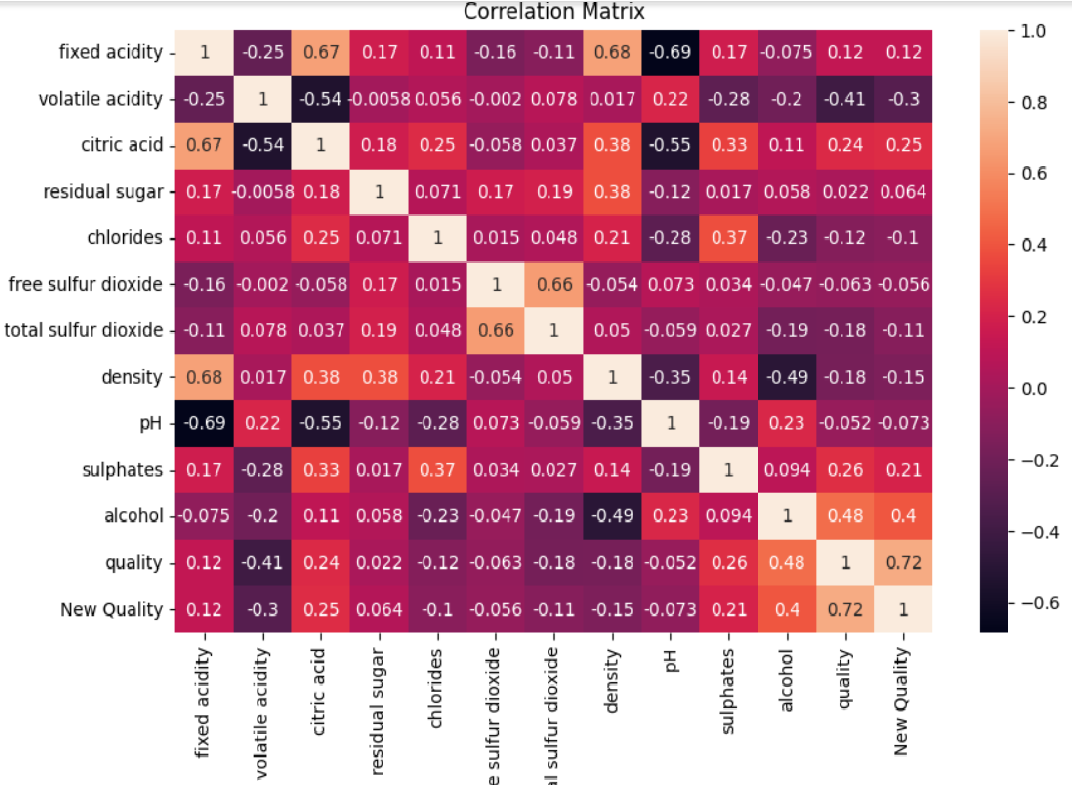 Correlation Matrix
fixed acidity 1 -0.25 0.67 0.17 0.11 -0.16 -0.11 0.68 -0.69 0.17 -0.075 0.12 0.12
volatile acidity -0.25 1 -0.54 -0.0058 0.056 -0.002 0.078 0.017 0.22 -0.28 -0.2 -0.41 -0.3
citric acid 0.67 -0.54 1 0.18 0.25 -0.058 0.037 0.38 -0.55 0.33 0.11 0.24 0.25
residual sugar 0.17 -0.0058 0.18 1 0.071 0.17 0.19 0.38 -0.12 0.017 0.058 0.022 0.064
chlorides 0.11 0.056 0.25 0.071 1 0.015 0.048 0.21 -0.28 0.37 -0.23 -0.12 -0.1
free sulfur dioxide -0.16 -0.002 -0.058 0.17 0.015 1 0.66 -0.054 0.073 0.034 -0.047 -0.063 -0.056
total sulfur dioxide -0.11 0.078 0.037 0.19 0.048 0.66 1 0.05 -0.059 0.027 -0.19 -0.18 -0.11
density 0.68 0.017 0.38 0.38 0.21 -0.054 0.05 1 -0.35 0.14 -0.49 -0.18 -0.15
pH -0.69 0.22 -0.55 -0.12 -0.28 0.073 -0.059 -0.35 1 -0.19 0.23 -0.052 -0.073
sulphates 0.17 -0.28 0.33 0.017 0.37 0.034 0.027 0.14 -0.19 1 0.094 0.26 0.21
alcohol -0.075 -0.2 0.11 0.058 -0.23 -0.047 -0.19 -0.49 0.23 0.094 1 0.48 0.4
quality 0.12 -0.41 0.24 0.022 -0.12 -0.063 -0.18 -0.18 -0.052 0.26 0.48 1 0.72
New Quality 0.12 -0.3 0.25 0.064 -0.1 -0.056 -0.11 -0.15 -0.073 0.21 0.4 0.72 1
fixed acidity
volatile acidity
citric acid
residual sugar
chlorides
e sulfur dioxide
al sulfur dioxide
density
pH
sulphates
alcohol
quality
New Quality
1.0
0.8
0.6
0.4
0.2
0.0
−0.2
−0.4
−0.6